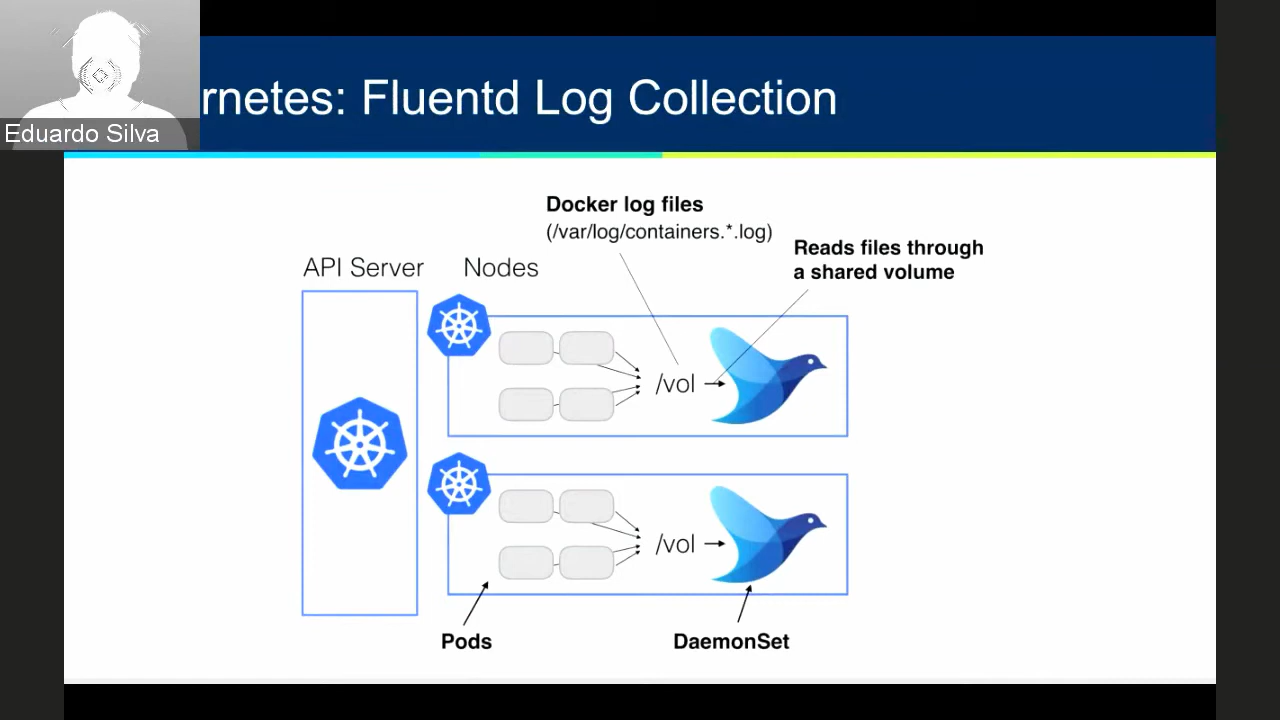 Eduardo Silva
rnetes: Fluentd Log Collection
Docker log files
(/var/log/containers.*.log)
Reads files through
a shared volume
API Server
Nodes
/vol
/vol
Pods
DaemonSet